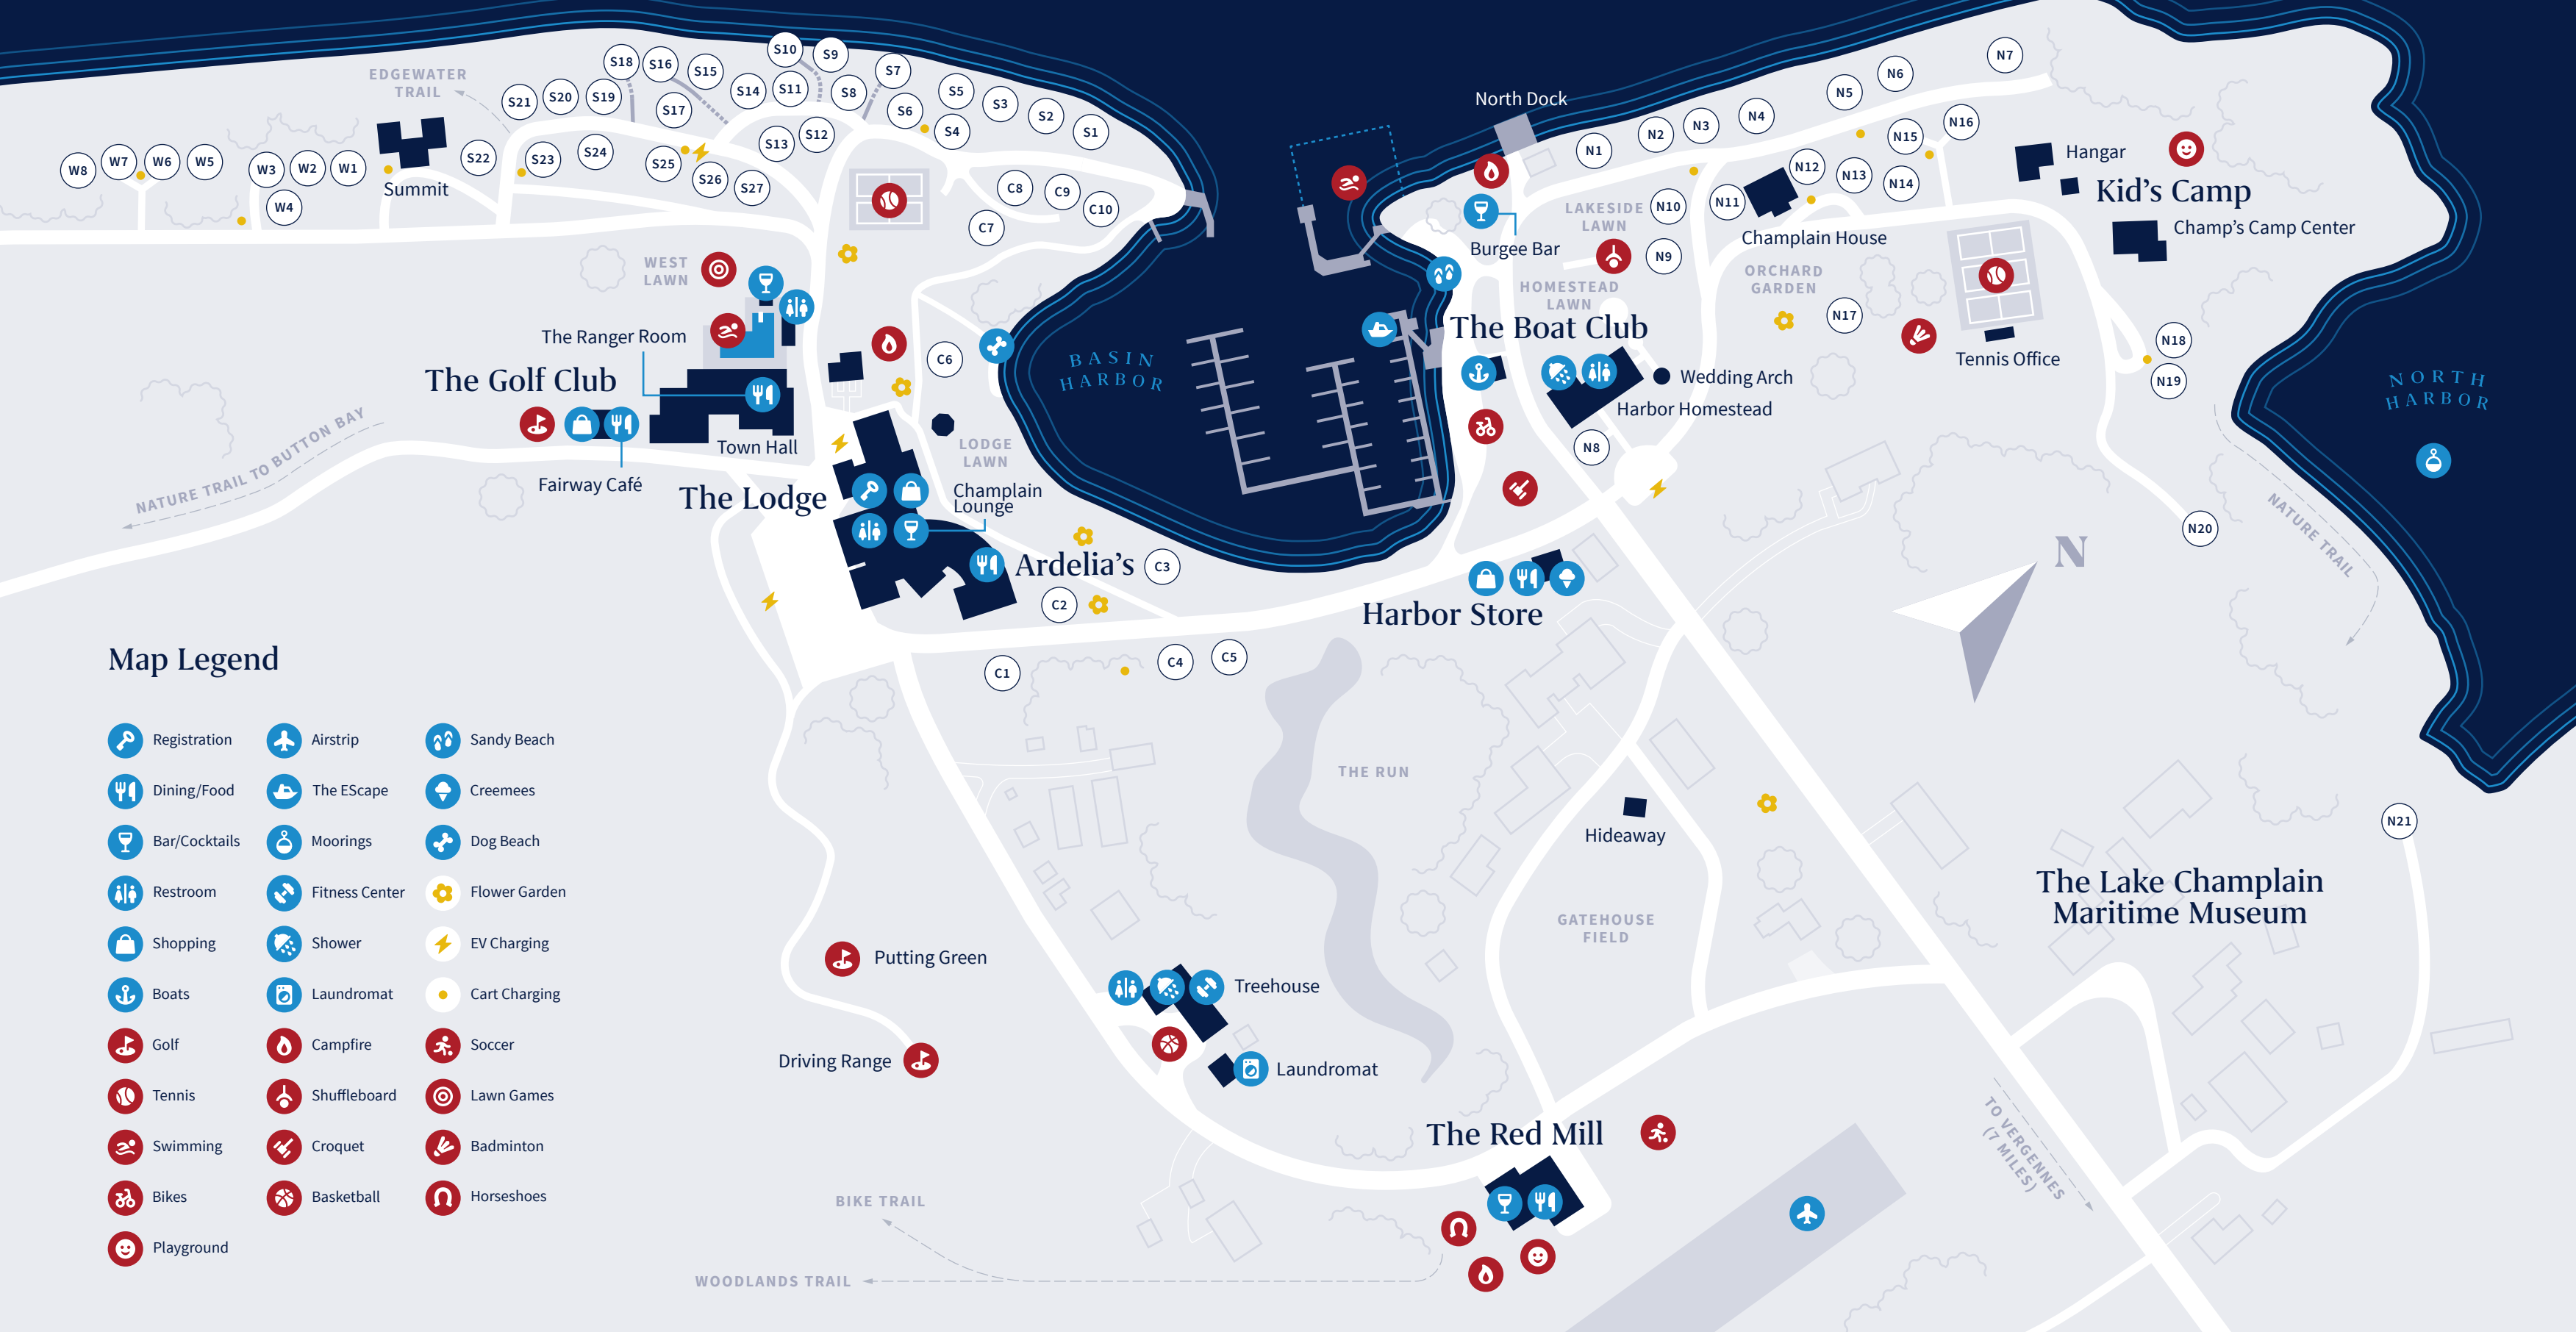 EDGEWATER
TRAIL
S18
S16
S15
S10
S9
S7
S21
S20
S19
S17
S14
S11
S8
S6
S5
S3
S2
S4
S1
S13
S12
S22
S23
S24
S25
S26
S27
W8
W7
W6
W5
W3
W2
W1
W4
Summit
C8
C9
C10
C7
WEST
LAWN
The Ranger Room
The Golf Club
Town Hall
Fairway Café
NATURE TRAIL TO BUTTON BAY
The Lodge
C6
LODGE
LAWN
Champlain
Lounge
Ardelia's
C3
C2
C1
C4
C5
BASIN
HARBOR
North Dock
Burgee Bar
LAKESIDE
LAWN
HOMESTEAD
LAWN
The Boat Club
Wedding Arch
Harbor Homestead
N8
Harbor Store
N1
N2
N3
N4
N5
N6
N7
N16
N15
N12
N13
N14
N10
N11
N9
Champlain House
ORCHARD
GARDEN
N17
Tennis Office
Hangar
Kid's Camp
Champ's Camp Center
N18
N19
N20
NORTH
HARBOR
NATURE TRAIL
N
Map Legend
Registration
Airstrip
Sandy Beach
Dining/Food
The EScape
Creemees
Bar/Cocktails
Moorings
Dog Beach
Restroom
Fitness Center
Flower Garden
Shopping
Shower
EV Charging
Boats
Laundromat
Cart Charging
Golf
Campfire
Soccer
Tennis
Shuffleboard
Lawn Games
Swimming
Croquet
Badminton
Bikes
Basketball
Horseshoes
Playground
THE RUN
Hideaway
N21
The Lake Champlain
Maritime Museum
GATEHOUSE
FIELD
Putting Green
Treehouse
Driving Range
Laundromat
The Red Mill
TO VERGENNES
(7 MILES)
BIKE TRAIL
WOODLANDS TRAIL